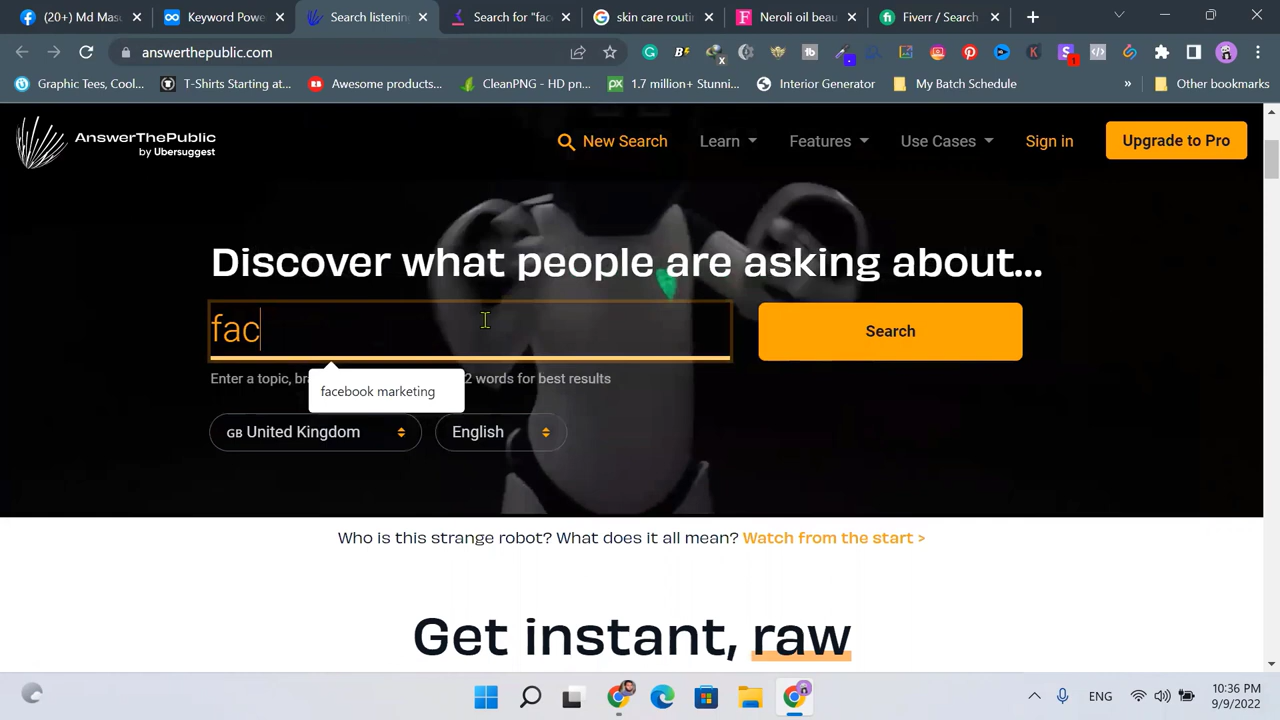 (20+) Md Mas
Keyword Powe
Search listening
Search for "fac
skin care routi
Neroli oil beau
Fiverr / Search
answerthepublic.com
Graphic Tees, Cool...
T-Shirts Starting at...
Awesome products...
CleanPNG - HD pn...
1.7 million+ Stunni...
Interior Generator
My Batch Schedule
»
Other bookmarks
AnswerThePublic
by Ubersuggest
New Search
Learn
Features
Use Cases
Sign in
Upgrade to Pro
Discover what people are asking about...
fac
Search
Enter a topic, bra
2 words for best results
facebook marketing
GB United Kingdom
English
Who is this strange robot? What does it all mean? Watch from the start >
Get instant, raw
ENG
10:36 PM
9/9/2022